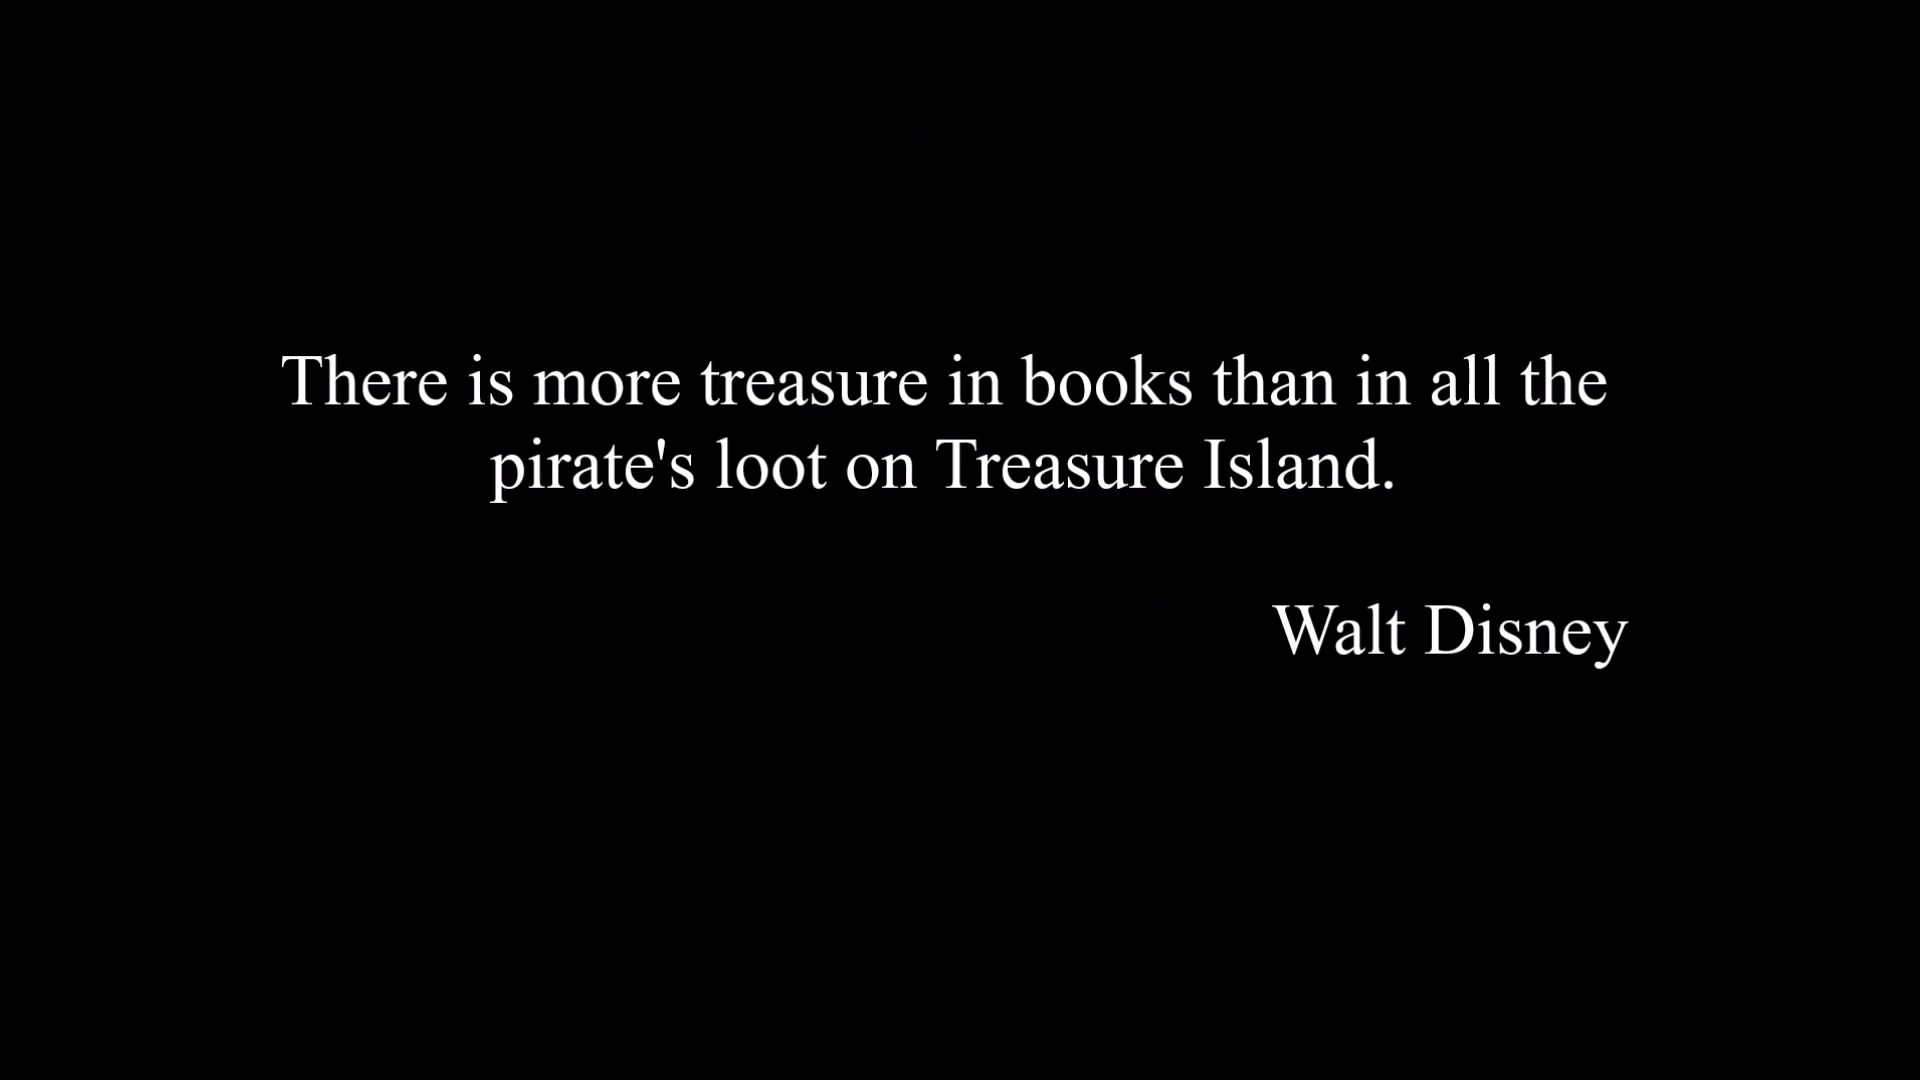 There is more treasure in books than in all the
pirate's loot on Treasure Island.
Walt Disney